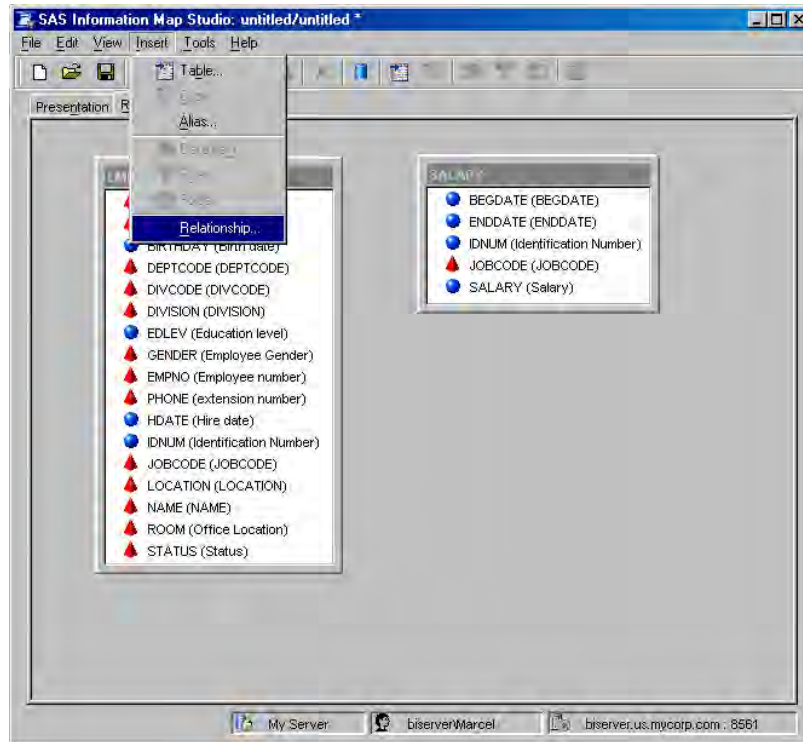 SAS Information Map Studio: untitled/untitled *
File Edit View Insert Tools Help
Table...
Presentation R
Alias...
EM
SALARY
Relationship...
BEGDATE (BEGDATE)
ENDDATE (ENDDATE)
IDNUM (Identification Number)
JOBCODE (JOBCODE)
SALARY (Salary)
BIRTHDAY (Birth date)
DEPTCODE (DEPTCODE)
DIVCODE (DIVCODE)
DIVISION (DIVISION)
EDLEV (Education level)
GENDER (Employee Gender)
EMPNO (Employee number)
PHONE (extension number)
HDATE (Hire date)
IDNUM (Identification Number)
JOBCODE (JOBCODE)
LOCATION (LOCATION)
NAME (NAME)
ROOM (Office Location)
STATUS (Status)
My Server biserver\Marcel biserver.us.mycorp.com : 8561